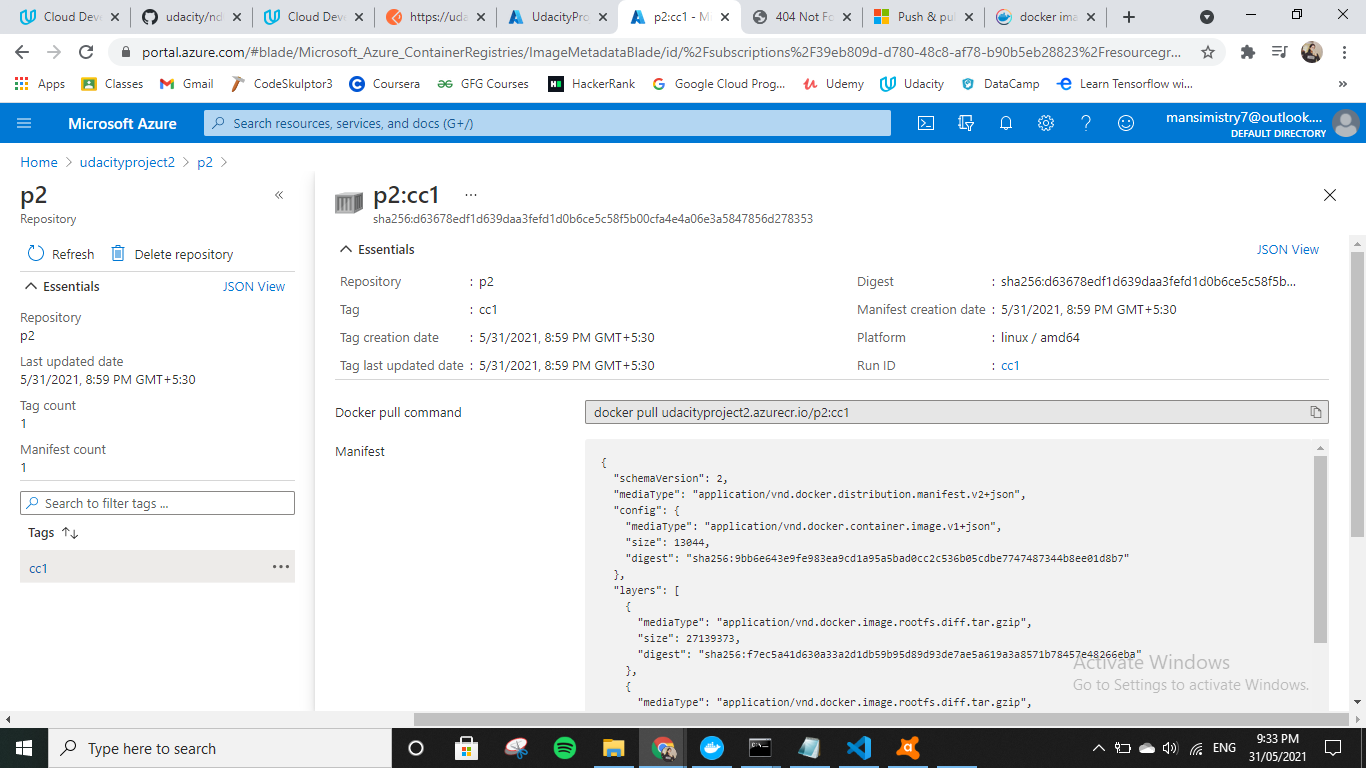 Cloud Deve
udacity/nd
Cloud Deve
https://uda
UdacityPro
p2:cc1 - Mi
404 Not Fo
Push & pul
docker ima
portal.azure.com/#blade/Microsoft_Azure_ContainerRegistries/ImageMetadataBlade/id/%2Fsubscriptions%2F39eb809d-d780-48c8-af78-b90b5eb28823%2Fresourcegr...
Apps
Classes
Gmail
CodeSkulptor3
Coursera
GFG Courses
HackerRank
Google Cloud Prog...
Udemy
Udacity
DataCamp
Learn Tensorflow wi...
Microsoft Azure
Search resources, services, and docs (G+/)
mansimistry7@outlook....
DEFAULT DIRECTORY
Home > udacityproject2 > p2 >
p2
Repository
Refresh
Delete repository
Essentials
JSON View
Repository
p2
Last updated date
5/31/2021, 8:59 PM GMT+5:30
Tag count
1
Manifest count
1
Search to filter tags ...
Tags
cc1
p2:cc1
sha256:d63678edf1d639daa3fefd1d0b6ce5c58f5b00cfa4e4a06e3a5847856d278353
Essentials
JSON View
Repository : p2
Tag : cc1
Tag creation date : 5/31/2021, 8:59 PM GMT+5:30
Tag last updated date : 5/31/2021, 8:59 PM GMT+5:30
Digest : sha256:d63678edf1d639daa3fefd1d0b6ce5c58f5b...
Manifest creation date : 5/31/2021, 8:59 PM GMT+5:30
Platform : linux / amd64
Run ID : cc1
Docker pull command
docker pull udacityproject2.azurecr.io/p2:cc1
Manifest
{
"schemaVersion": 2,
"mediaType": "application/vnd.docker.distribution.manifest.v2+json",
"config": {
"mediaType": "application/vnd.docker.container.image.v1+json",
"size": 13044,
"digest": "sha256:9bb6e643e9fe983ea9cd1a95a5bad0cc2c536b05cdbe7747487344b8ee01d8b7"
},
"layers": [
{
"mediaType": "application/vnd.docker.image.rootfs.diff.tar.gzip",
"size": 27139373,
"digest": "sha256:f7ec5a41d630a33a2d1db59b95d89d93de7ae5a619a3a8571b78457e48266eba"
},
{
"mediaType": "application/vnd.docker.image.rootfs.diff.tar.gzip",
Activate Windows
Go to Settings to activate Windows.
Type here to search
ENG
9:33 PM
31/05/2021